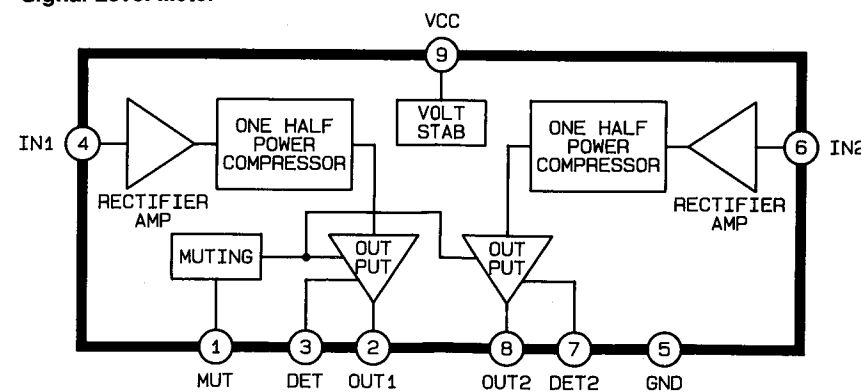 Signal Level Meter
VCC
9
IN1
4
ONE HALF
POWER
COMPRESSOR
VOLT
STAB
ONE HALF
POWER
COMPRESSOR
6
IN2
RECTIFIER
AMP
RECTIFIER
AMP
MUTING
OUT
PUT
OUT
PUT
1
3
2
8
7
5
MUT
DET
OUT1
OUT2
DET2
GND